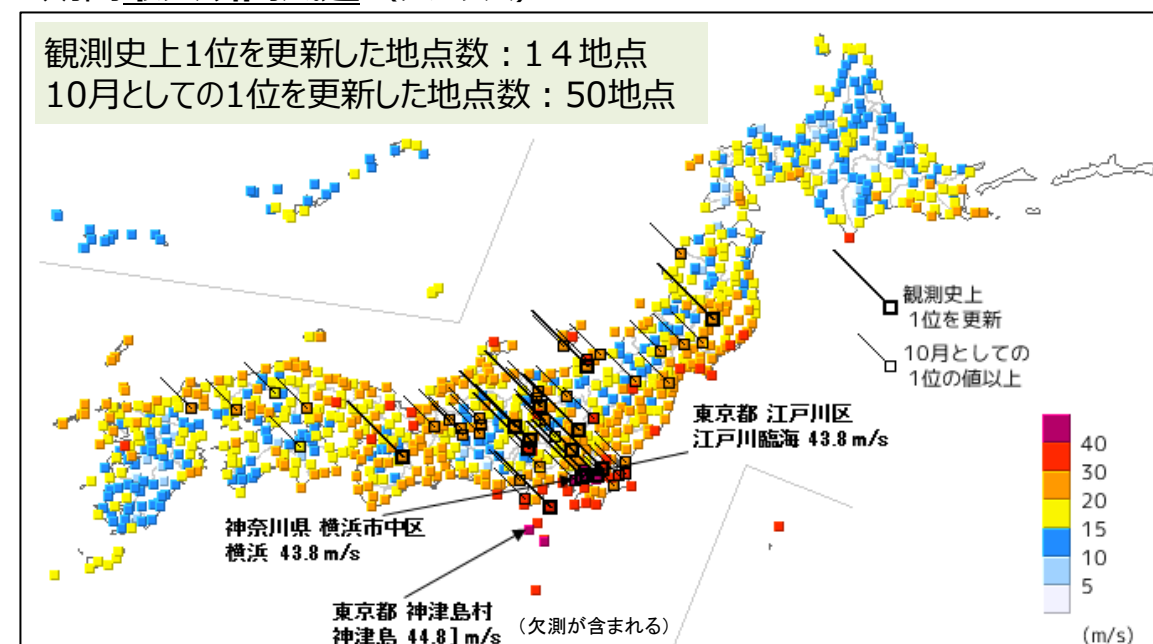 観測史上1位を更新した地点数：１４地点
10月としての1位を更新した地点数：50地点
観測史上
1位を更新
10月としての
1位の値以上
東京都 江戸川区
江戸川臨海 43.8 m/s
40
30
20
15
10
5
(m/s)
神奈川県 横浜市中区
横浜 43.8 m/s
東京都 神津島村
神津島 44.8] m/s
(欠測が含まれる)